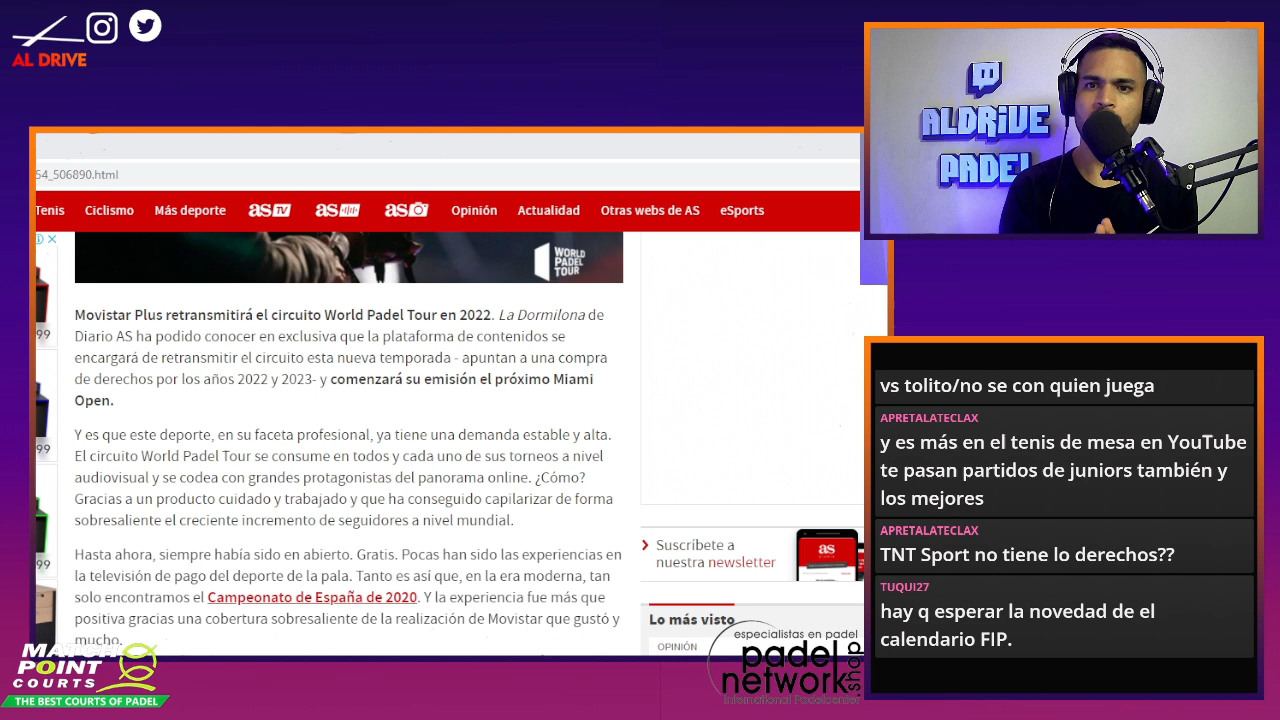 AL DRIVE
54_506890.html
Tenis Ciclismo Más deporte as TV as as Opinión Actualidad Otras webs de AS eSports
WORLD
PADEL
TOUR
99
99
99
Movistar Plus retransmitirá el circuito World Padel Tour en 2022. La Dormilona de
Diario AS ha podido conocer en exclusiva que la plataforma de contenidos se
encargará de retransmitir el circuito esta nueva temporada - apuntan a una compra
de derechos por los años 2022 y 2023- y comenzará su emisión el próximo Miami
Open.
Y es que este deporte, en su faceta profesional, ya tiene una demanda estable y alta.
El circuito World Padel Tour se consume en todos y cada uno de sus torneos a nivel
audiovisual y se codea con grandes protagonistas del panorama online. ¿Cómo?
Gracias a un producto cuidado y trabajado y que ha conseguido capilarizar de forma
sobresaliente el creciente incremento de seguidores a nivel mundial.
Hasta ahora, siempre había sido en abierto. Gratis. Pocas han sido las experiencias en
la televisión de pago del deporte de la pala. Tanto es así que, en la era moderna, tan
solo encontramos el Campeonato de España de 2020. Y la experiencia fue más que
positiva gracias una cobertura sobresaliente de la realización de Movistar que gustó y
mucho.
Suscríbete a
nuestra newsletter
as
Lo más visto
OPINIÓN
ALDRIVE
PADEL
vs tolito/no se con quien juega
APRETALATECLAX
y es más en el tenis de mesa en YouTube
te pasan partidos de juniors también y
los mejores
APRETALATECLAX
TNT Sport no tiene lo derechos??
TUQUI27
hay q esperar la novedad de el
calendario FIP.
MATCH
POINT
COURTS
THE BEST COURTS OF PADEL
especialistas en padel
padel
network
.shop
International Padelcenter